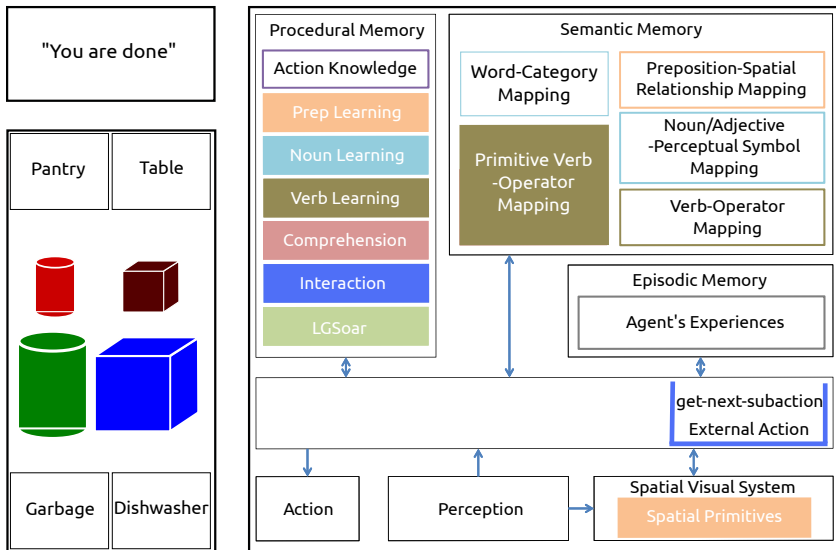 "You are done"
Pantry
Table
Garbage
Dishwasher
Procedural Memory
Action Knowledge
Prep Learning
Noun Learning
Verb Learning
Comprehension
Interaction
LGSoar
Semantic Memory
Word-Category
Mapping
Primitive Verb
-Operator
Mapping
Preposition-Spatial
Relationship Mapping
Noun/Adjective
-Perceptual Symbol
Mapping
Verb-Operator
Mapping
Episodic Memory
Agent's Experiences
get-next-subaction
External Action
Action
Perception
Spatial Visual System
Spatial Primitives